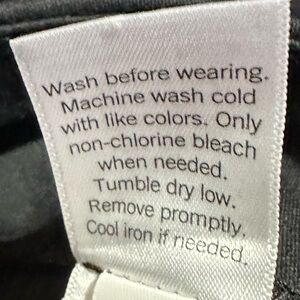 Wash before wearing.
Machine wash cold
with like colors. Only
non-chlorine bleach
when needed.
Tumble dry low.
Remove promptly.
Cool iron if needed.